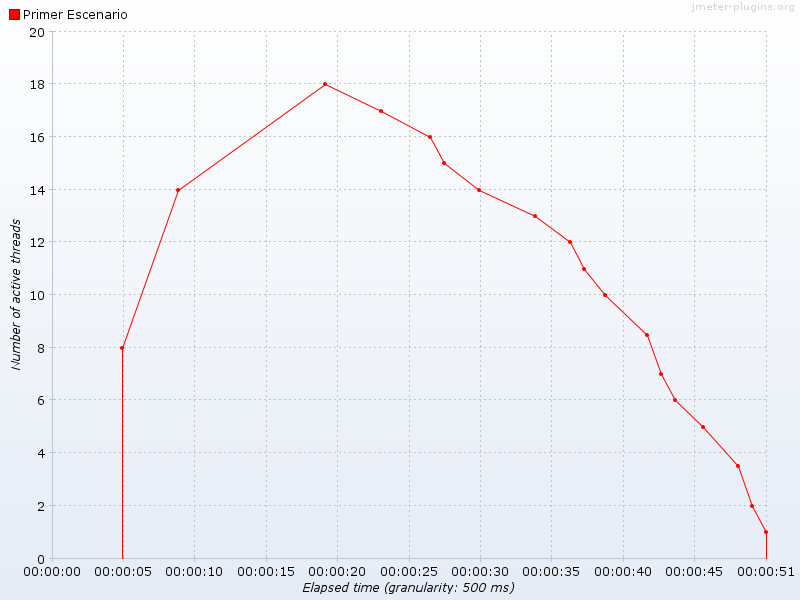 jmeter-plugins.org
Primer Escenario
20
18
16
14
12
10
8
6
4
2
0
Number of active threads
00:00:00 00:00:05 00:00:10 00:00:15 00:00:20 00:00:25 00:00:30 00:00:35 00:00:40 00:00:45 00:00:51
Elapsed time (granularity: 500 ms)